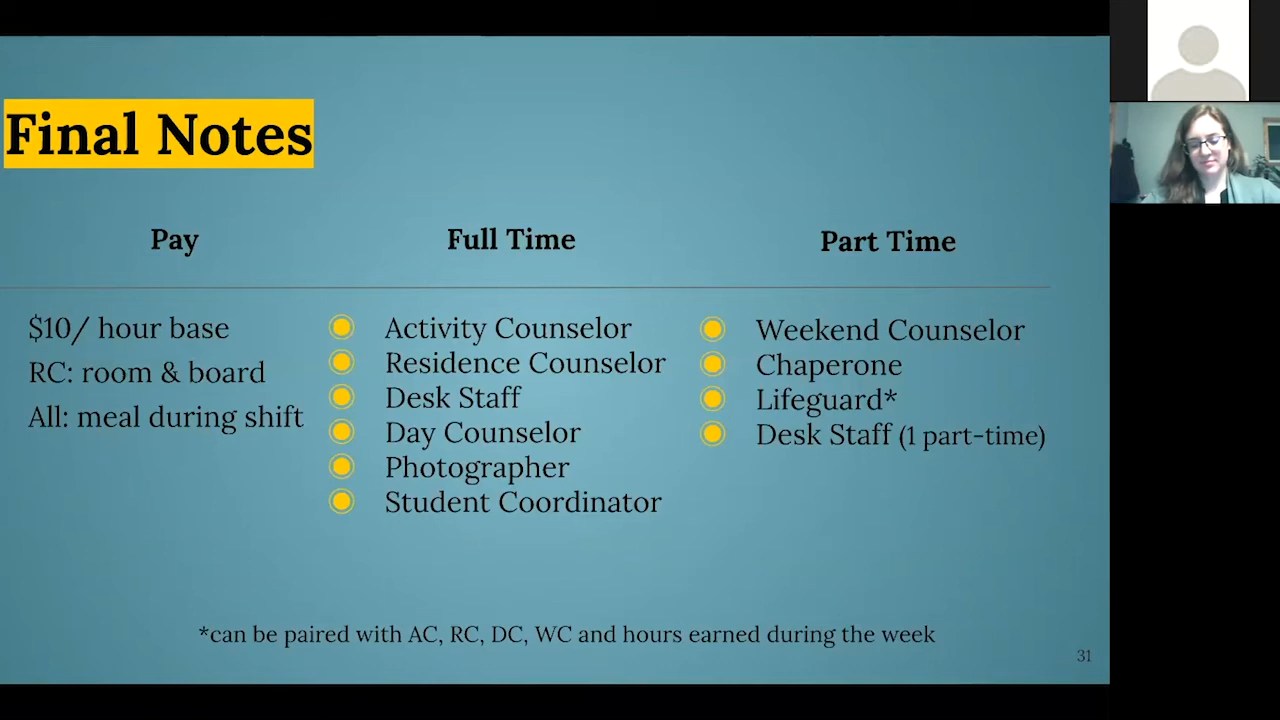 Final Notes
Pay
Full Time
Part Time
$10/ hour base
RC: room & board
All: meal during shift
Activity Counselor
Residence Counselor
Desk Staff
Day Counselor
Photographer
Student Coordinator
Weekend Counselor
Chaperone
Lifeguard*
Desk Staff (1 part-time)
*can be paired with AC, RC, DC, WC and hours earned during the week
31